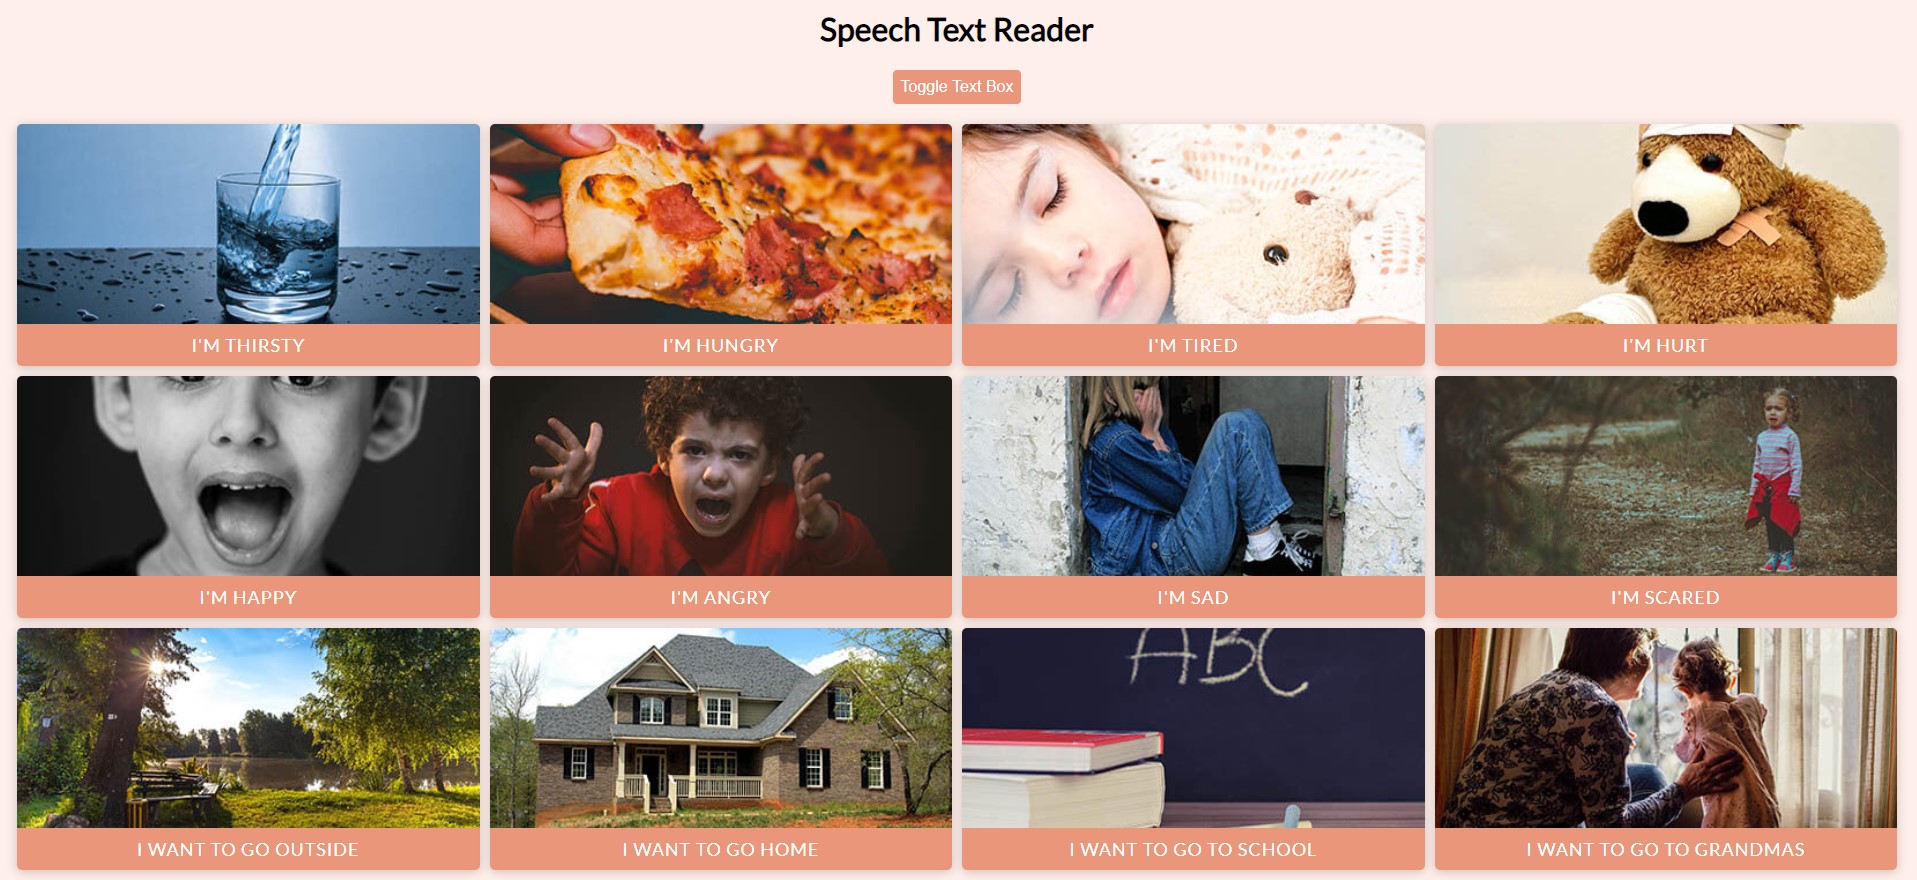 Speech Text Reader
Toggle Text Box
I'M THIRSTY
I'M HUNGRY
I'M TIRED
I'M HURT
I'M HAPPY
I'M ANGRY
I'M SAD
I'M SCARED
I WANT TO GO OUTSIDE
I WANT TO GO HOME
ABC
I WANT TO GO TO SCHOOL
I WANT TO GO TO GRANDMAS